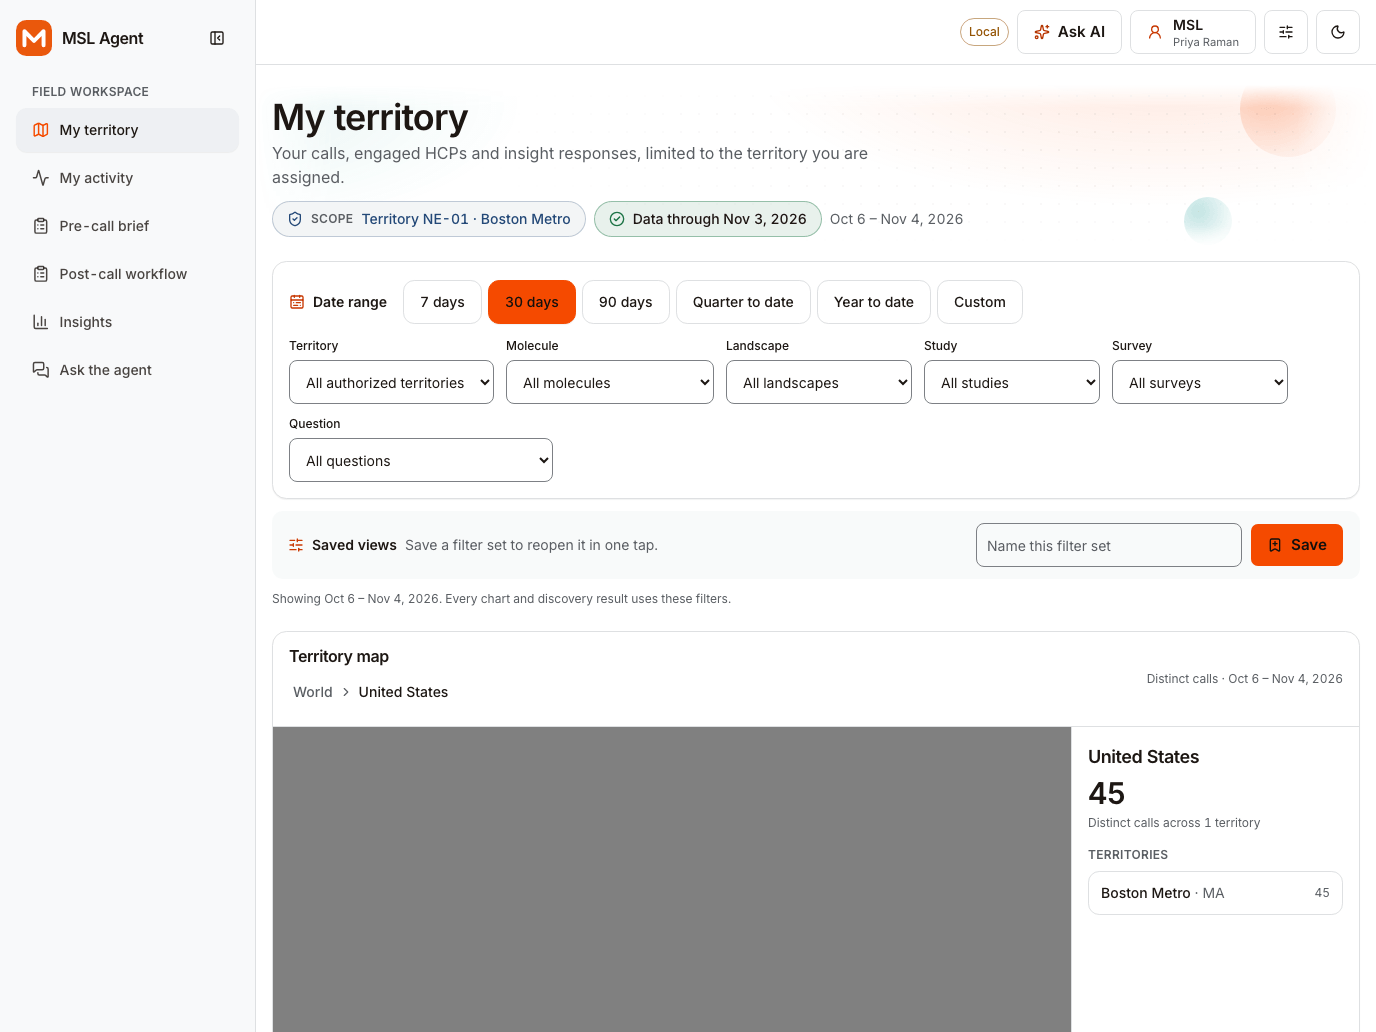 MSL Agent
FIELD WORKSPACE
My territory
My activity
Pre-call brief
Post-call workflow
Insights
Ask the agent
Local
Ask AI
MSL
Priya Raman
My territory
Your calls, engaged HCPs and insight responses, limited to the territory you are
assigned.
SCOPE Territory NE-01 · Boston Metro
Data through Nov 3, 2026
Oct 6 – Nov 4, 2026
Date range
7 days
30 days
90 days
Quarter to date
Year to date
Custom
Territory
Molecule
Landscape
Study
Survey
All authorized territories
All molecules
All landscapes
All studies
All surveys
Question
All questions
Saved views Save a filter set to reopen it in one tap.
Name this filter set
Save
Showing Oct 6 – Nov 4, 2026. Every chart and discovery result uses these filters.
Territory map
World > United States
Distinct calls · Oct 6 – Nov 4, 2026
United States
45
Distinct calls across 1 territory
TERRITORIES
Boston Metro · MA 45